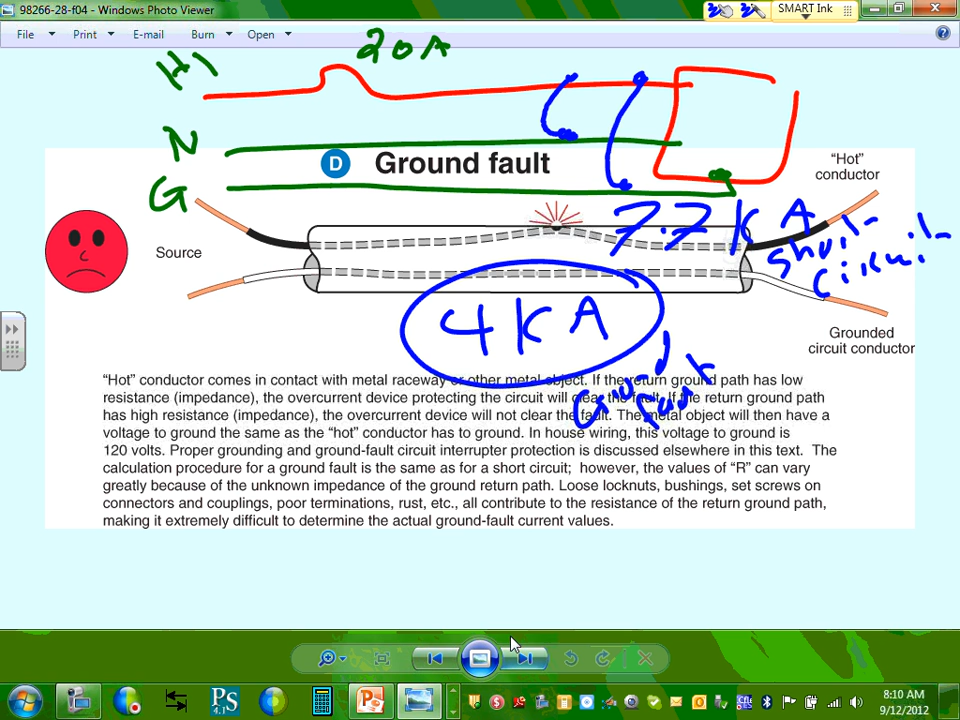 98266-28-f04 - Windows Photo Viewer
SMART Ink
File Print E-mail Burn Open
20A
H1
N
G
D Ground fault
"Hot"
conductor
Source
7.7 K A
Short
Circuit
4 K A
Ground
Fault
Grounded
circuit conductor
"Hot" conductor comes in contact with metal raceway or other metal object. If the return ground path has low
resistance (impedance), the overcurrent device protecting the circuit will clear the fault. If the return ground path
has high resistance (impedance), the overcurrent device will not clear the fault. The metal object will then have a
voltage to ground the same as the "hot" conductor has to ground. In house wiring, this voltage to ground is
120 volts. Proper grounding and ground-fault circuit interrupter protection is discussed elsewhere in this text. The
calculation procedure for a ground fault is the same as for a short circuit; however, the values of "R" can vary
greatly because of the unknown impedance of the ground return path. Loose locknuts, bushings, set screws on
connectors and couplings, poor terminations, rust, etc., all contribute to the resistance of the return ground path,
making it extremely difficult to determine the actual ground-fault current values.
PS
4.1
8:10 AM
9/12/2012